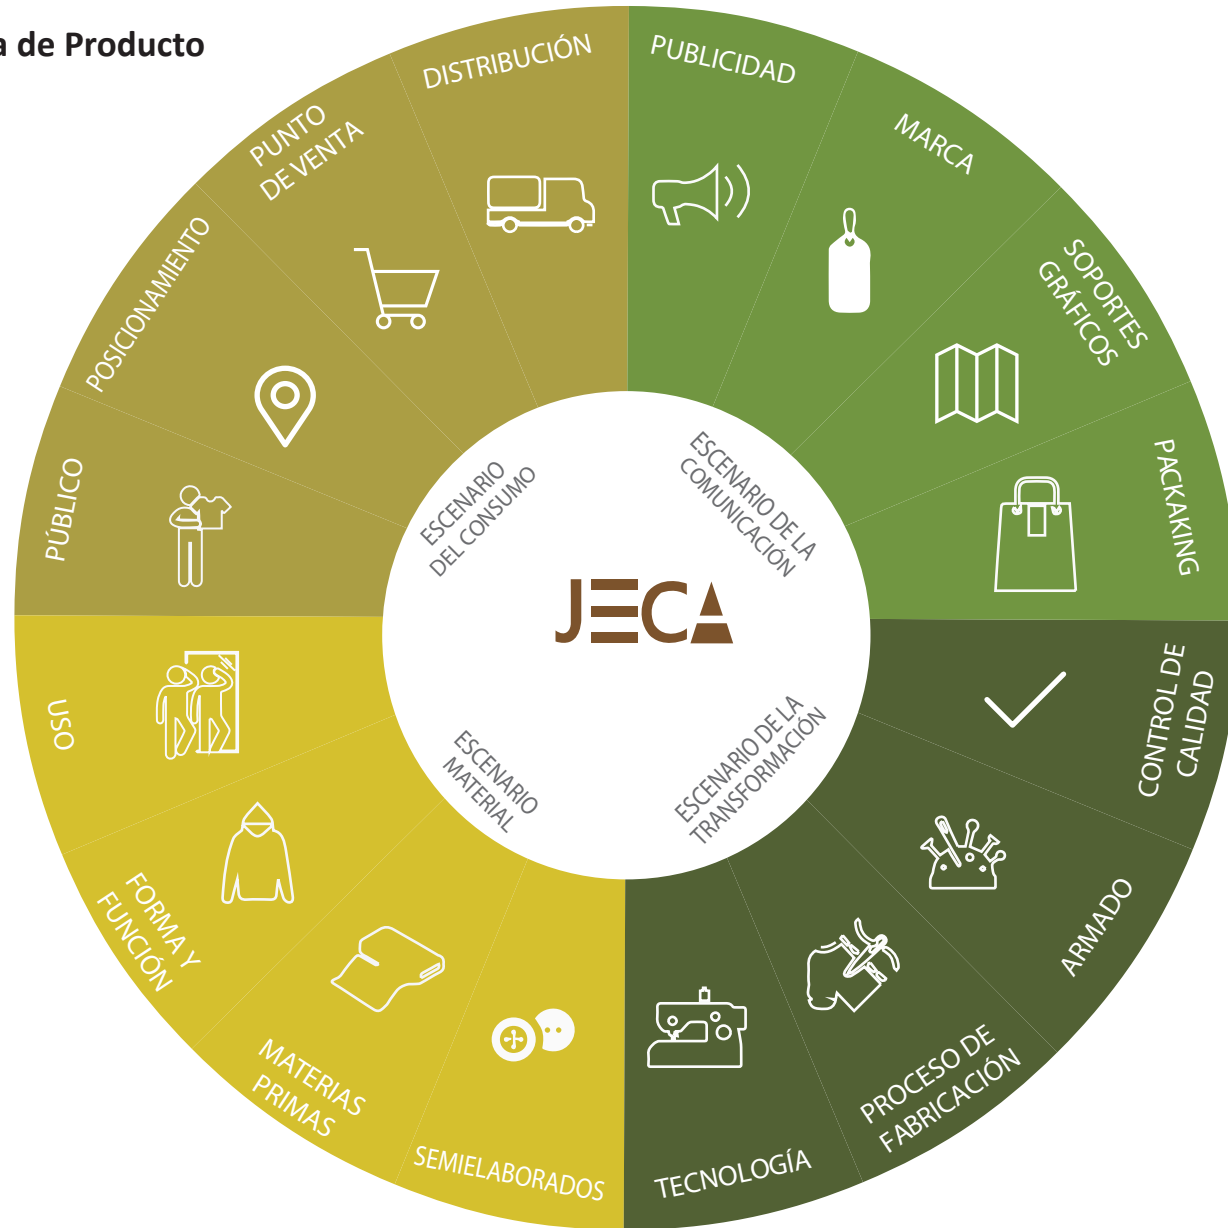 a de Producto
DISTRIBUCIÓN
PUBLICIDAD
MARCA
SOPORTES
GRÁFICOS
PACKAKING
CONTROL DE
CALIDAD
ARMADO
PROCESO DE
FABRICACIÓN
TECNOLOGÍA
SEMIELABORADOS
MATERIAS
PRIMAS
FORMA Y
FUNCIÓN
USO
PÚBLICO
POSICIONAMIENTO
PUNTO
DE VENTA
ESCENARIO
DEL CONSUMO
ESCENARIO DE LA
COMUNICACIÓN
JECA
ESCENARIO
MATERIAL
ESCENARIO DE LA
TRANSFORMACIÓN